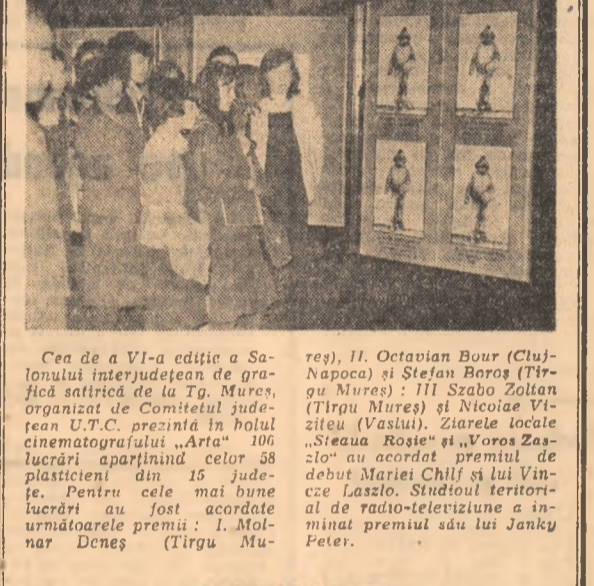 Cea de a VI-a ediție a Sa-
lonului interjudețean de gra-
fică satirică de la Tg. Mureș,
organizat de Comitetul jude-
țean U.T.C. prezintă în holul
cinematografului „Arta“ 106
lucrări aparținînd celor 58
plasticieni din 15 jude-
țe. Pentru cele mai bune
lucrări au fost acordate
următoarele premii : I. Mol-
nar Deneș (Tîrgu Mu-
reș), II. Octavian Bour (Cluj-
Napoca) și Ștefan Boroș (Tîr-
gu Mureș) : III Szabo Zoltan
(Tîrgu Mureș) și Nicolae Vi-
ziteu (Vaslui). Ziarele locale
„Steaua Roșie“ și „Voros Zas-
zlo“ au acordat premiul de
debut Mariei Chilf și lui Vin-
cze Laszlo. Studioul teritori-
al de radio-televiziune a în-
minat premiul său lui Janky
Peter.